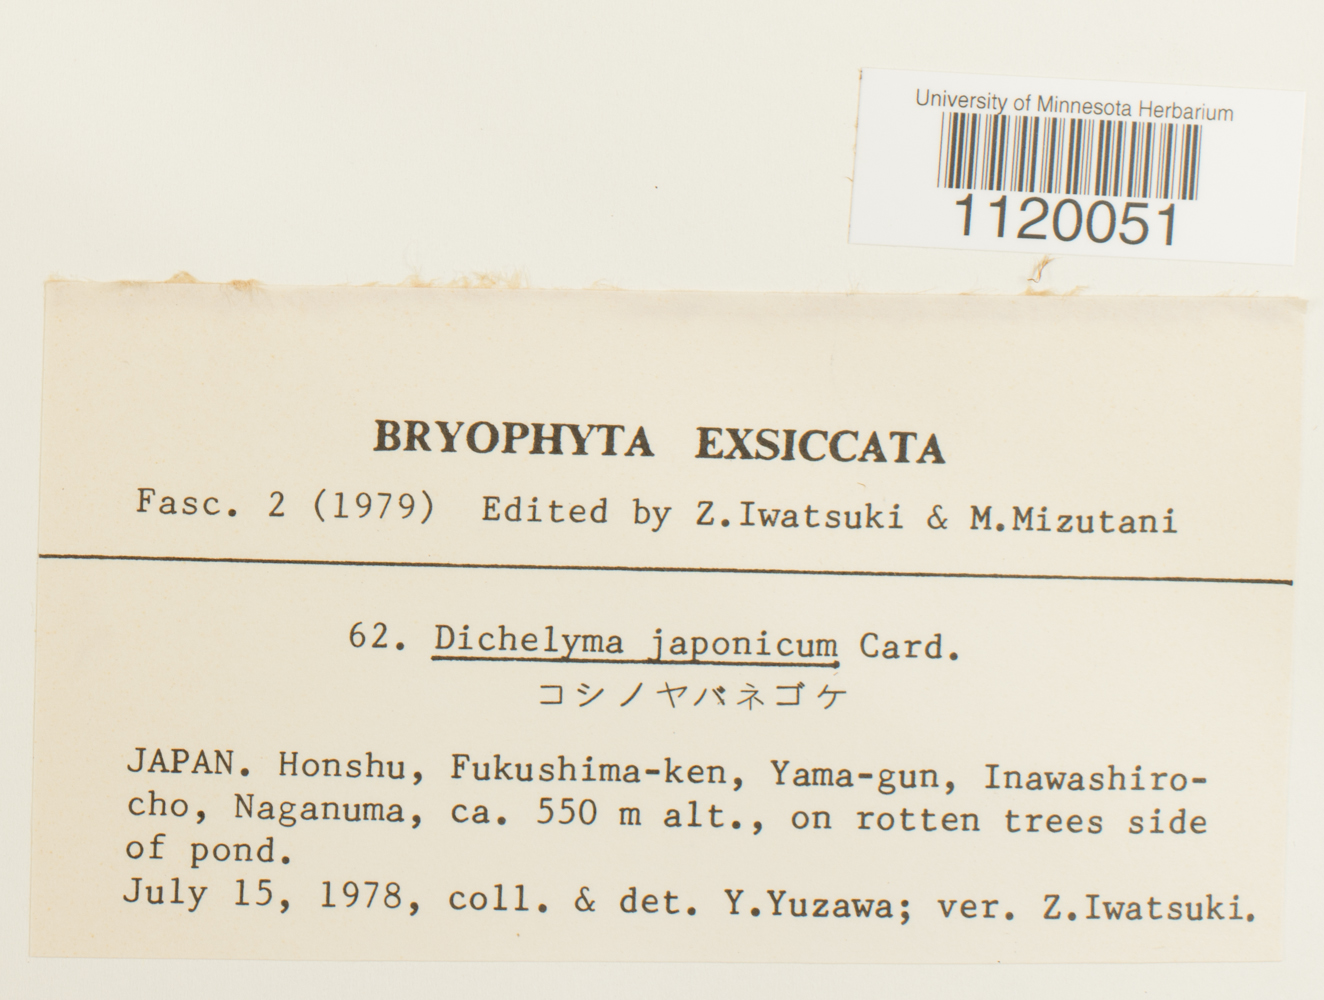 University of Minnesota Herbarium
1120051
BRYOPHYTA EXSICCATA
Fasc. 2 (1979) Edited by Z.Iwatsuki & M.Mizutani
62. Dichelyma japonicum Card.
コシノヤバネゴケ
JAPAN. Honshu, Fukushima-ken, Yama-gun, Inawashiro-
cho, Naganuma, ca. 550 m alt., on rotten trees side
of pond.
July 15, 1978, coll. & det. Y.Yuzawa; ver. Z.Iwatsuki.